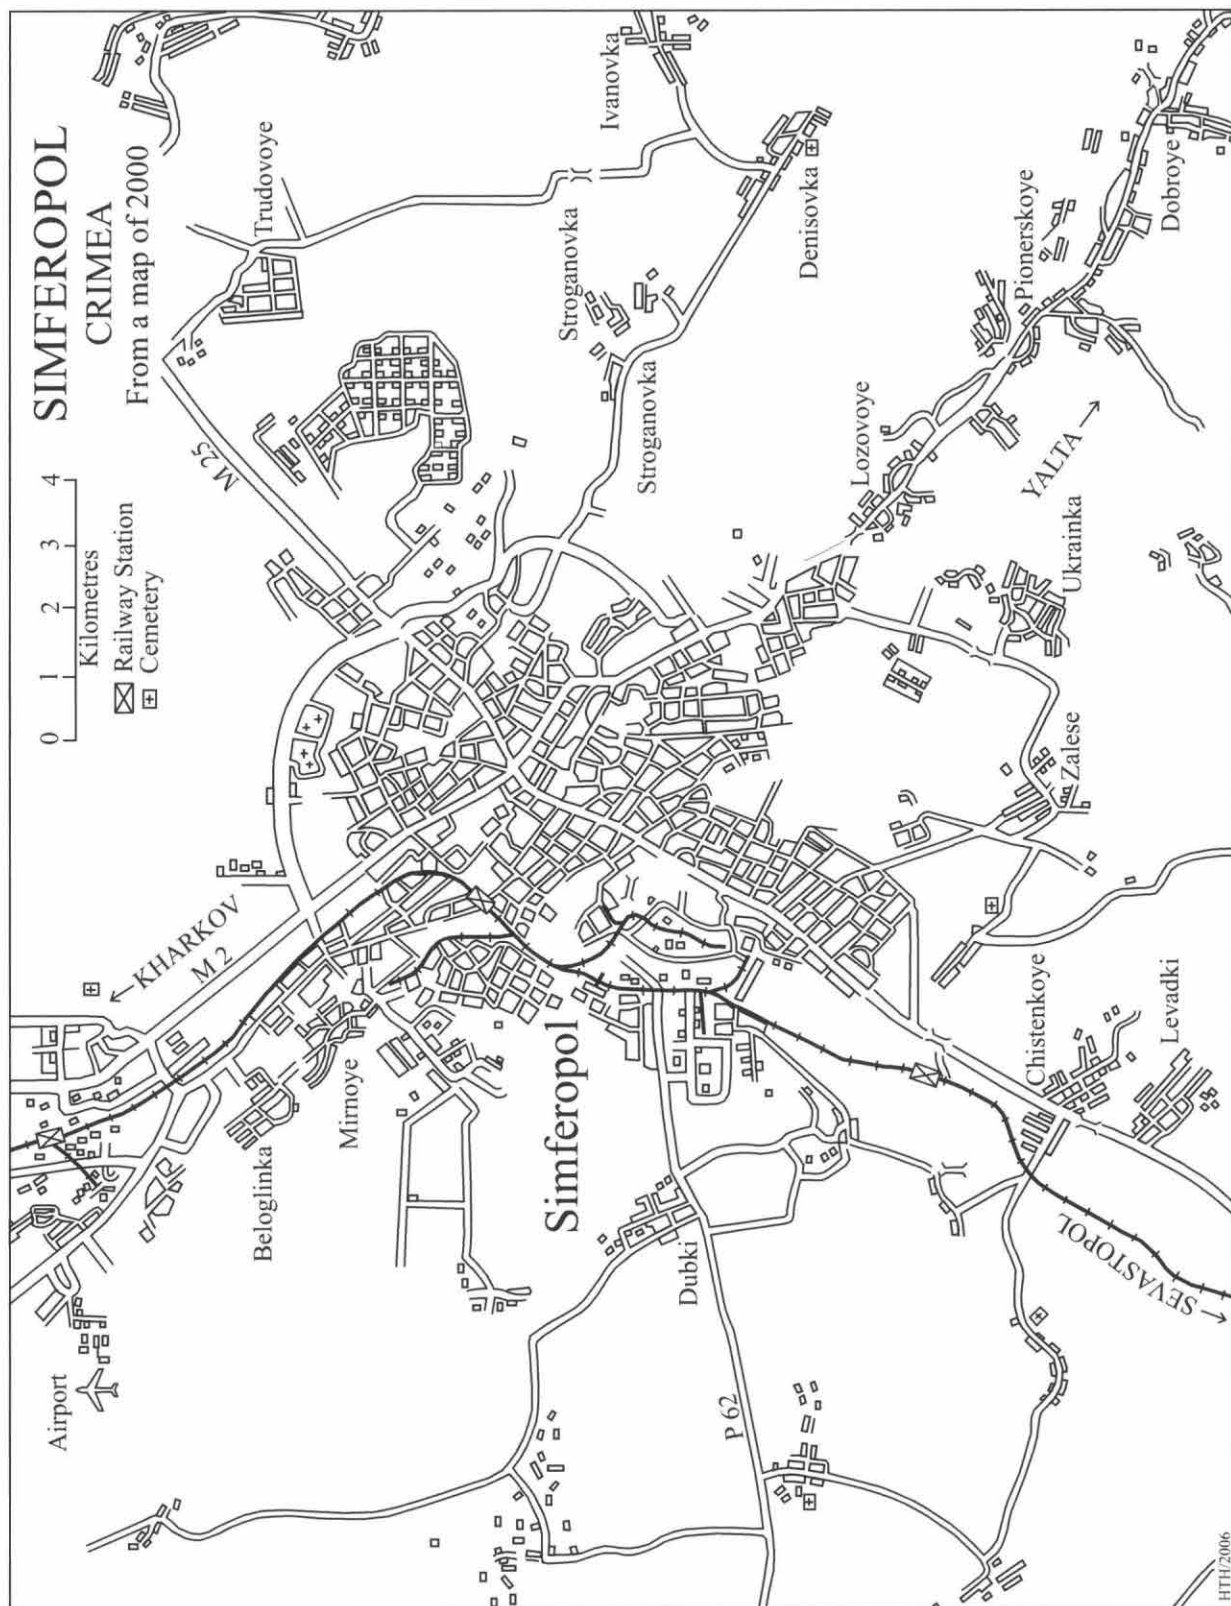 SIMFEROPOL
CRIMEA
From a map of 2000
0 1 2 3 4
Kilometres
Railway Station
Cemetery
Airport
← KHARKOV
M 2
M 25
Trudovoye
Beloglinka
Mirnoye
Simferopol
Stroganovka
Stroganovka
Ivanovka
Denisovka
Dubki
P 62
Lozovoye
Pionerskoye
Dobroye
YALTA →
Ukrainka
Zalese
Chistenkoye
Levadki
SEVASTOPOL
←
HTH/2006